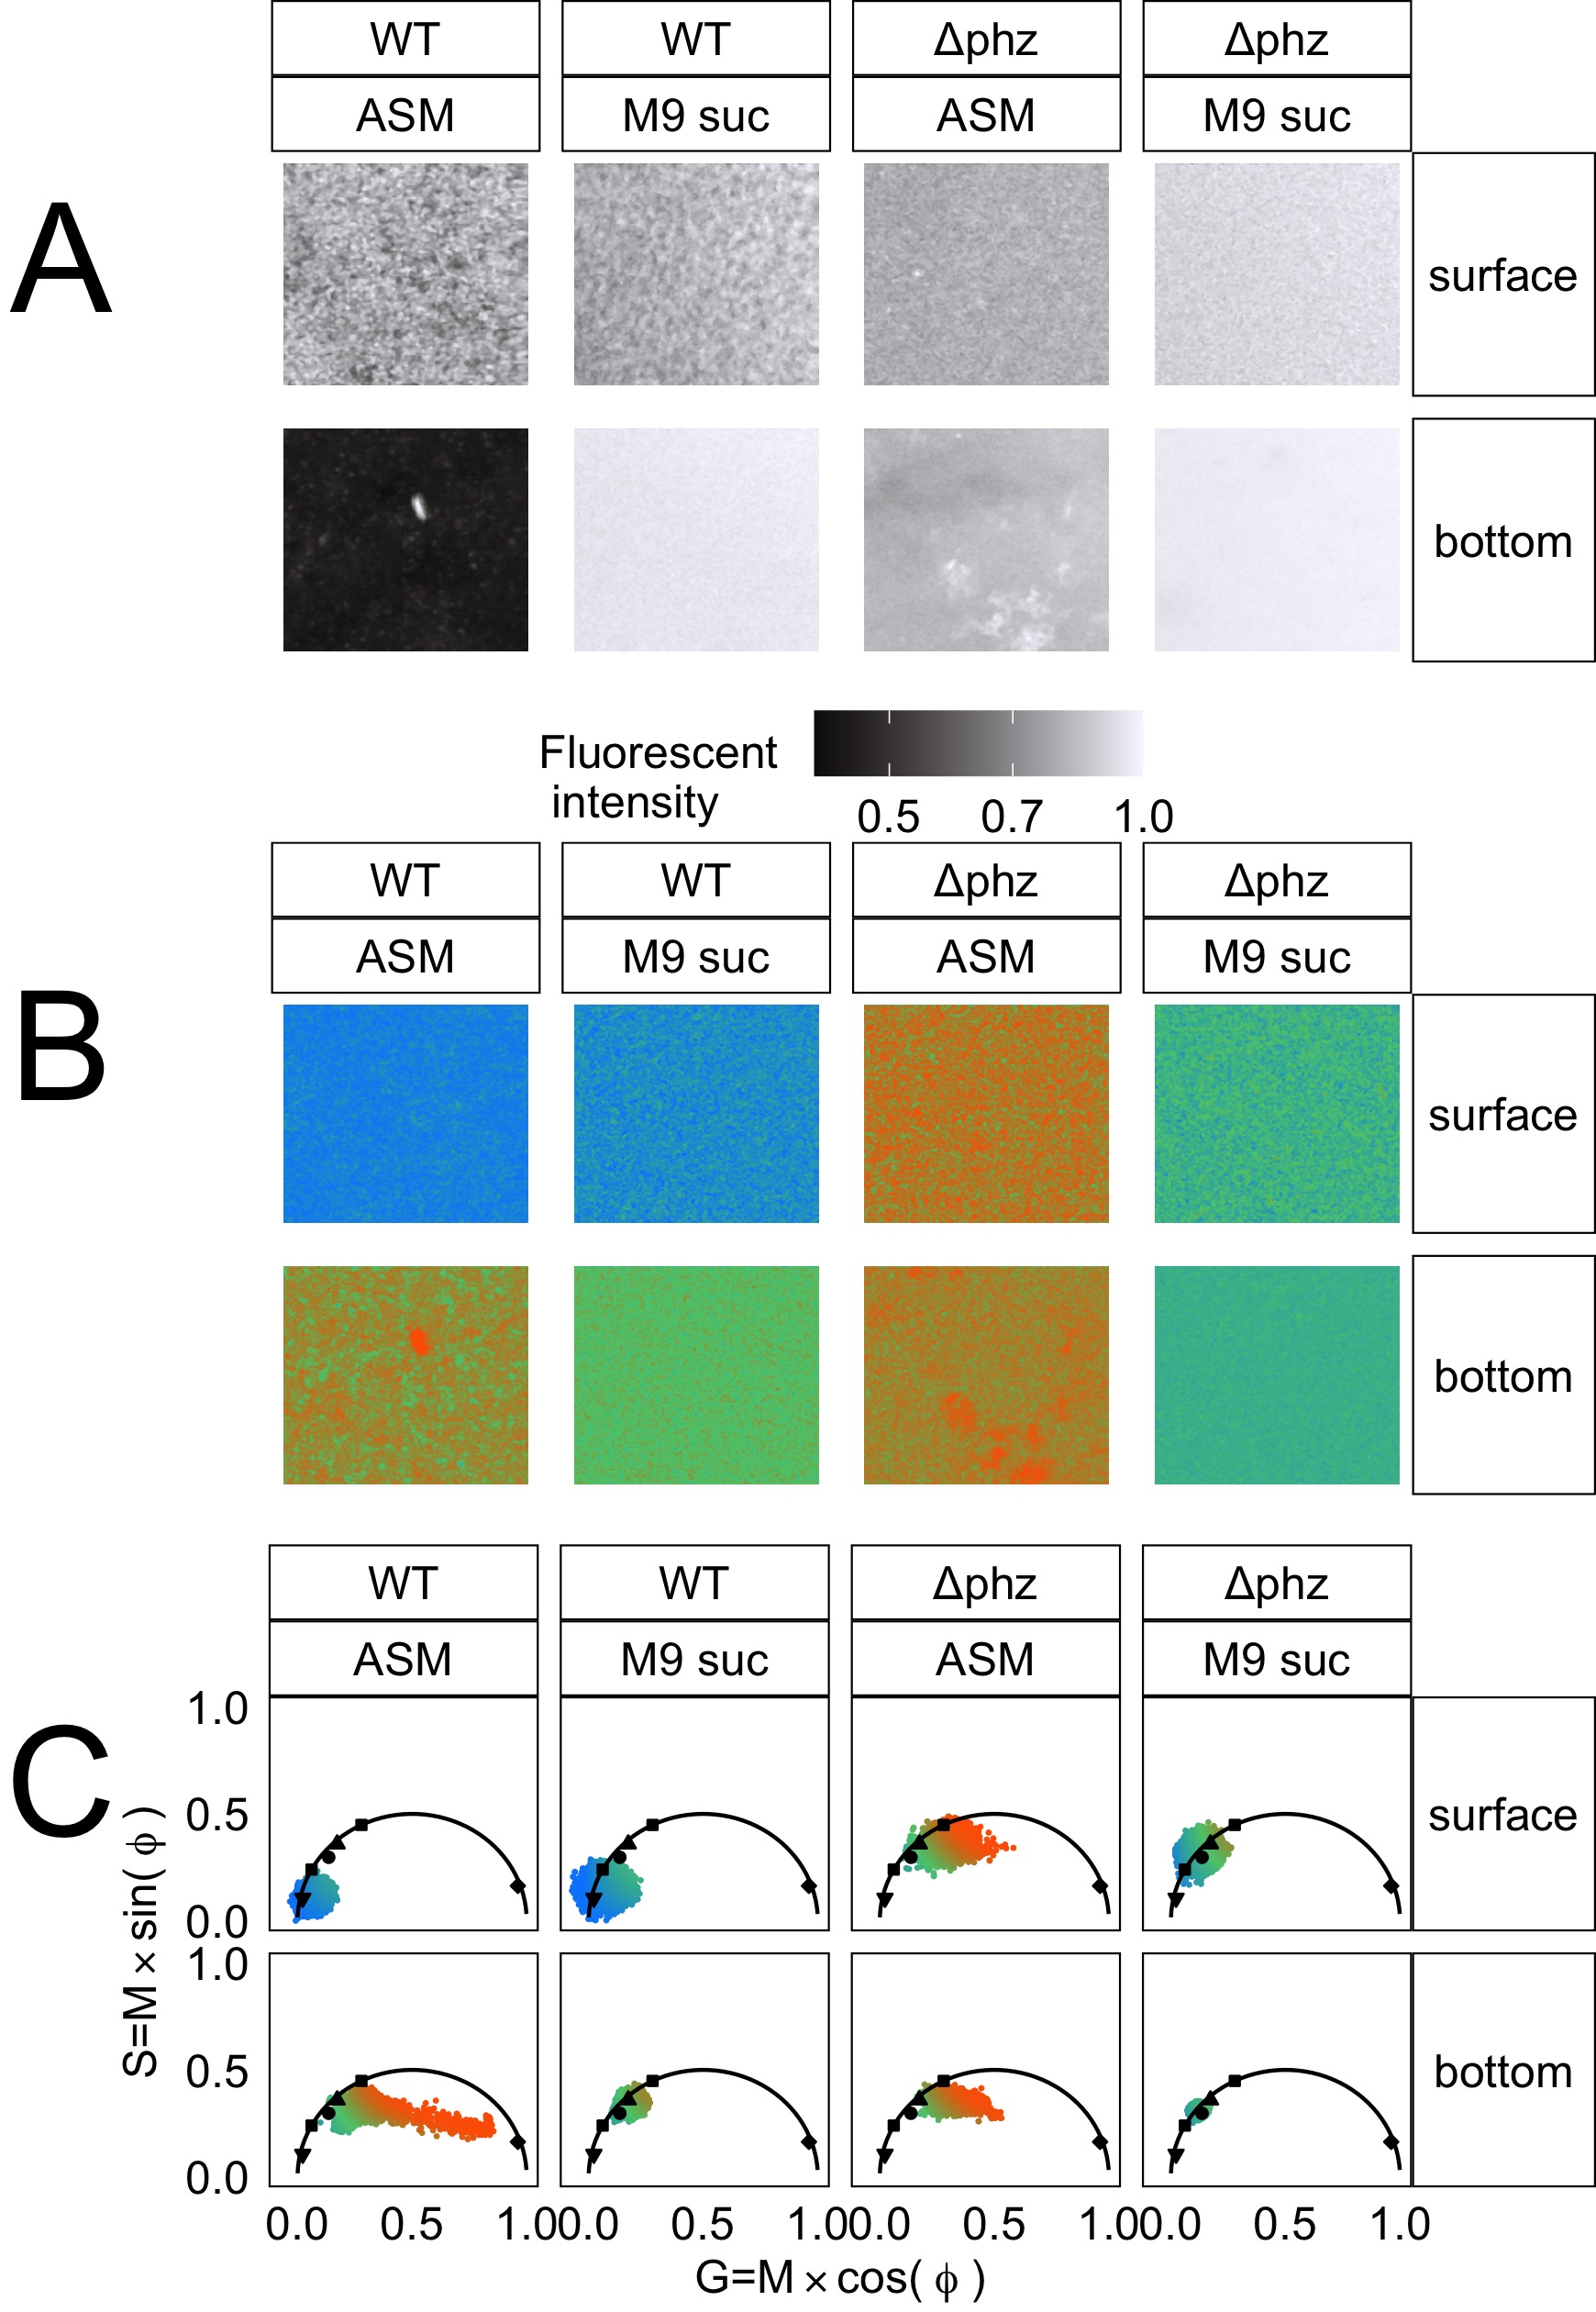 WT WT Δphz Δphz
ASM M9 suc ASM M9 suc
A
surface
bottom
Fluorescent
intensity
0.5 0.7 1.0
WT WT Δphz Δphz
ASM M9 suc ASM M9 suc
B
surface
bottom
WT WT Δphz Δphz
ASM M9 suc ASM M9 suc
C
S=M×sin( ϕ )
1.0
0.5
0.0
surface
1.0
0.5
0.0
bottom
0.0 0.5 1.0 0.0 0.5 1.0 0.0 0.5 1.0 0.0 0.5 1.0
G=M×cos( ϕ )